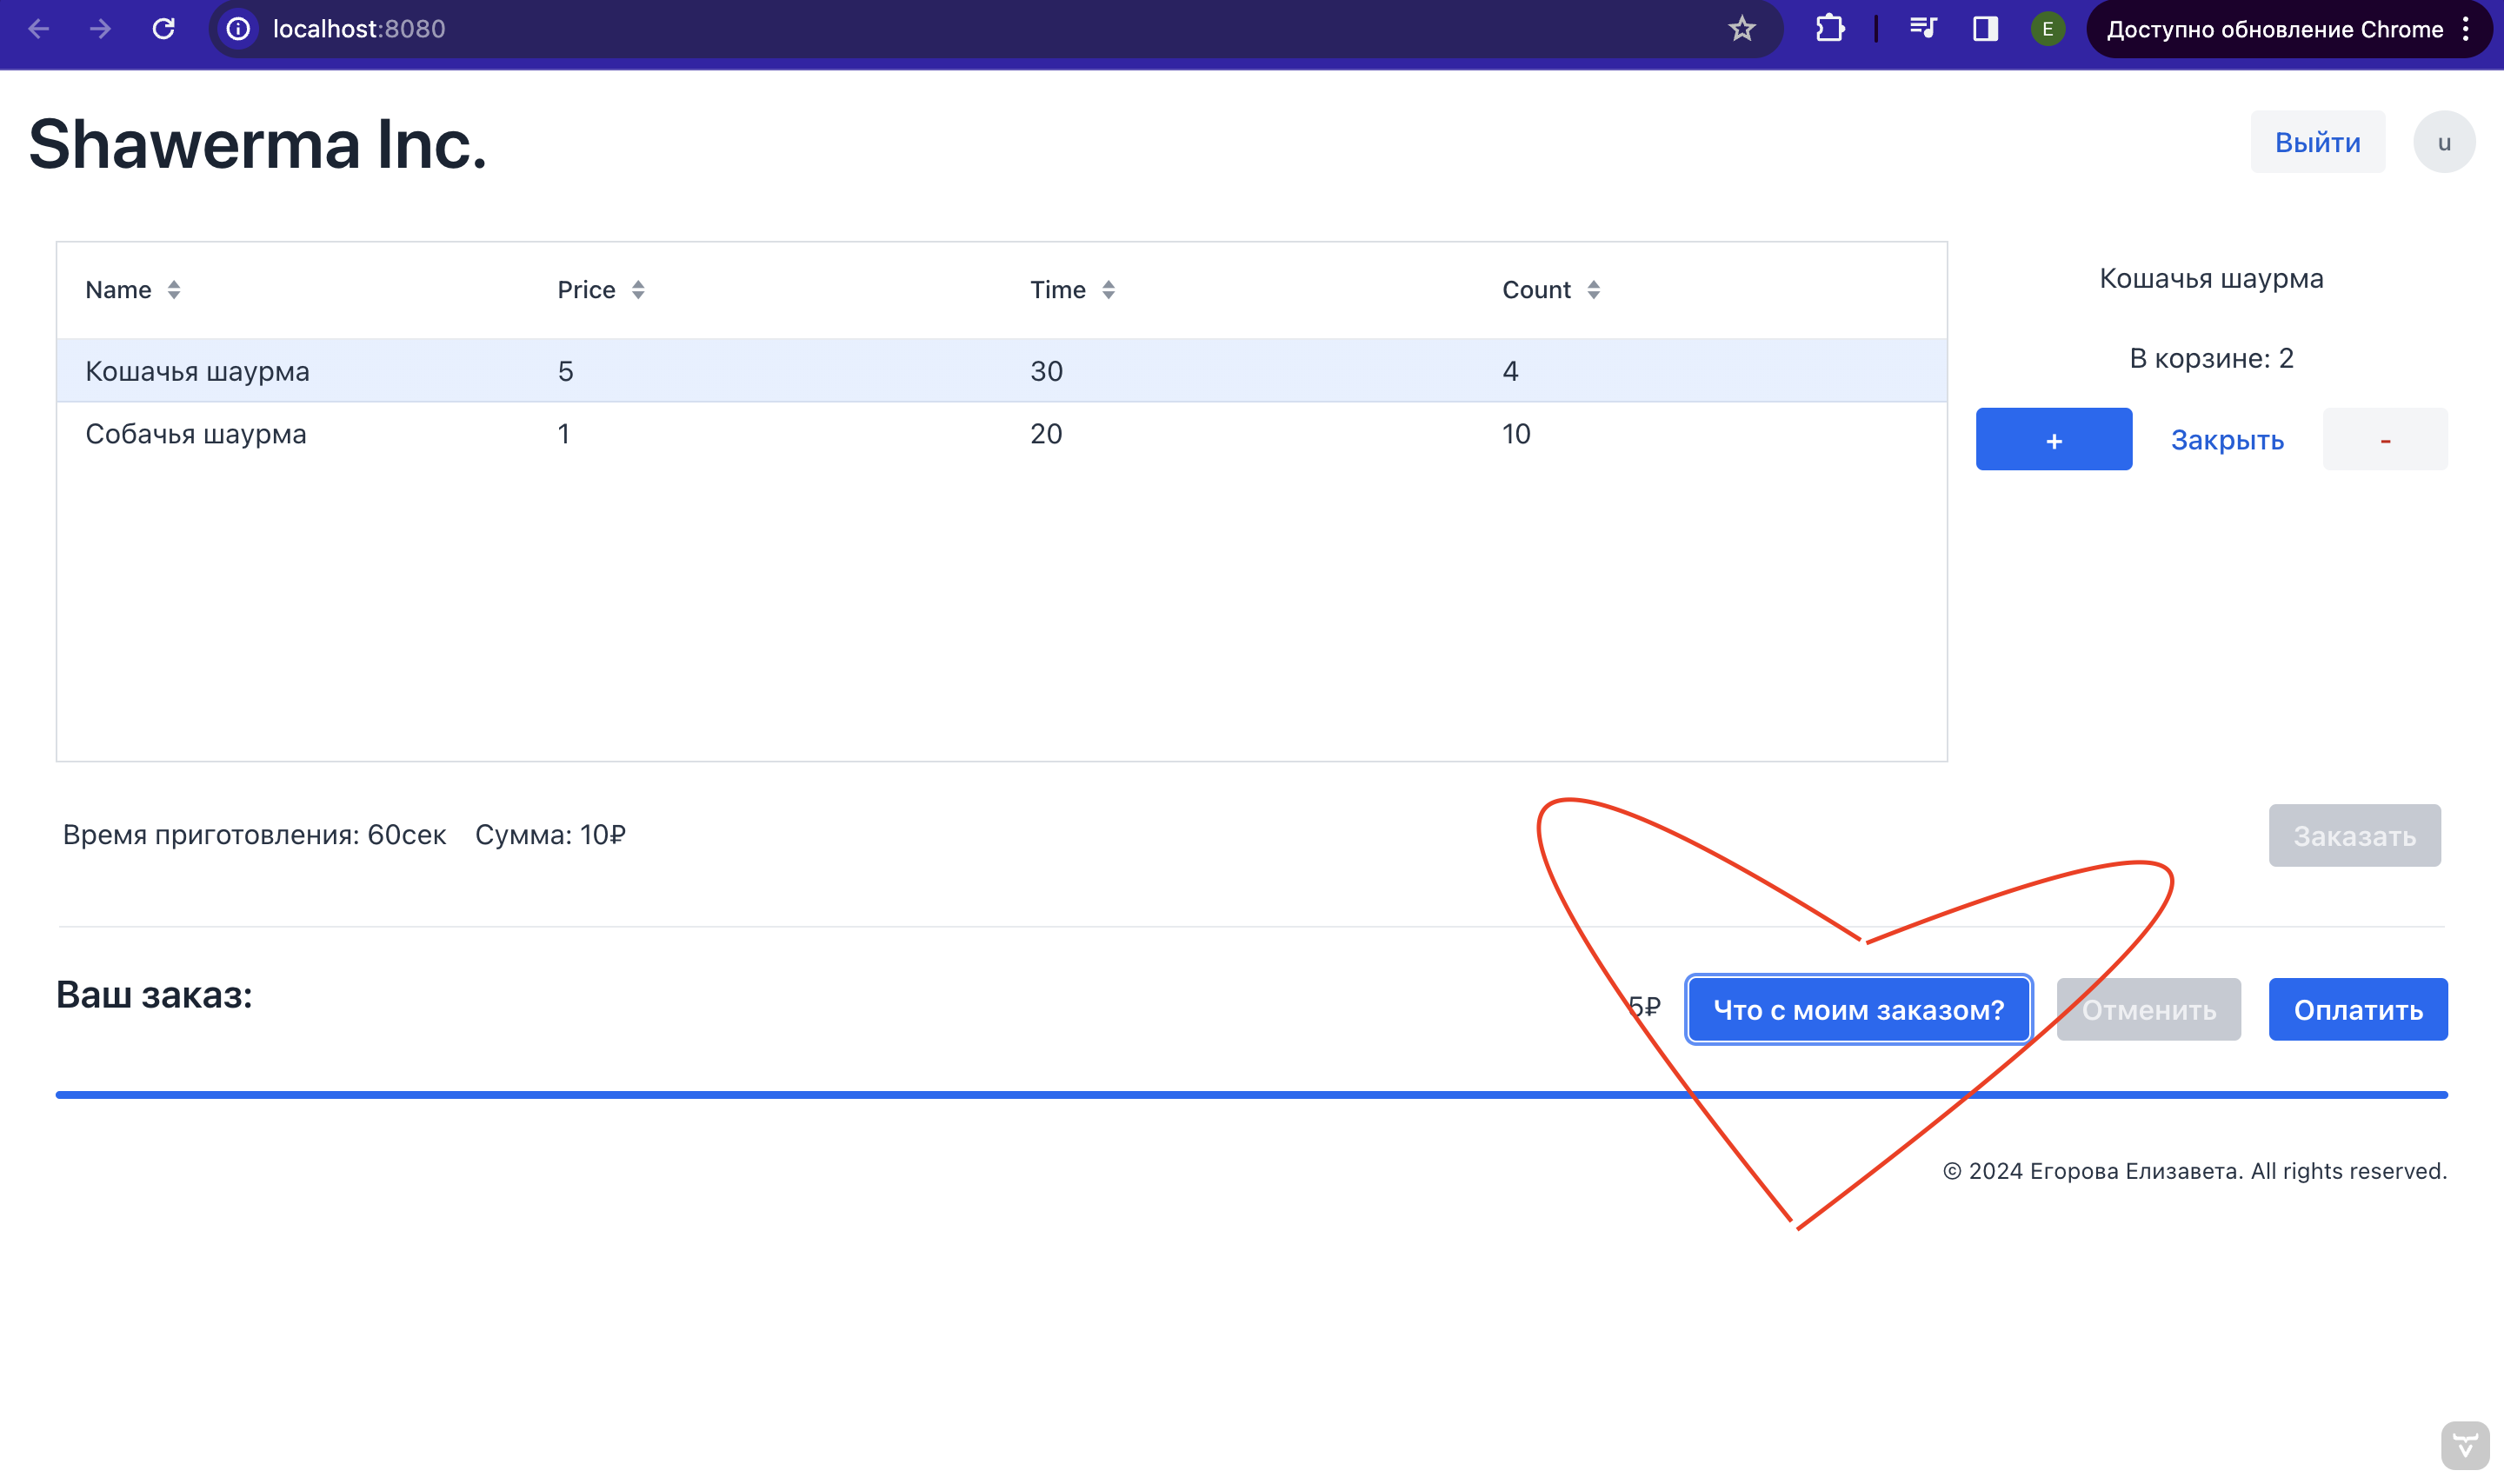 localhost:8080
E
Доступно обновление Chrome
Shawerma Inc.
Выйти
u
Name Price Time Count
Кошачья шаурма 5 30 4
Собачья шаурма 1 20 10
Кошачья шаурма
В корзине: 2
+ Закрыть -
Время приготовления: 60сек Сумма: 10₽
Заказать
Ваш заказ:
5₽ Что с моим заказом? Отменить Оплатить
© 2024 Егорова Елизавета. All rights reserved.